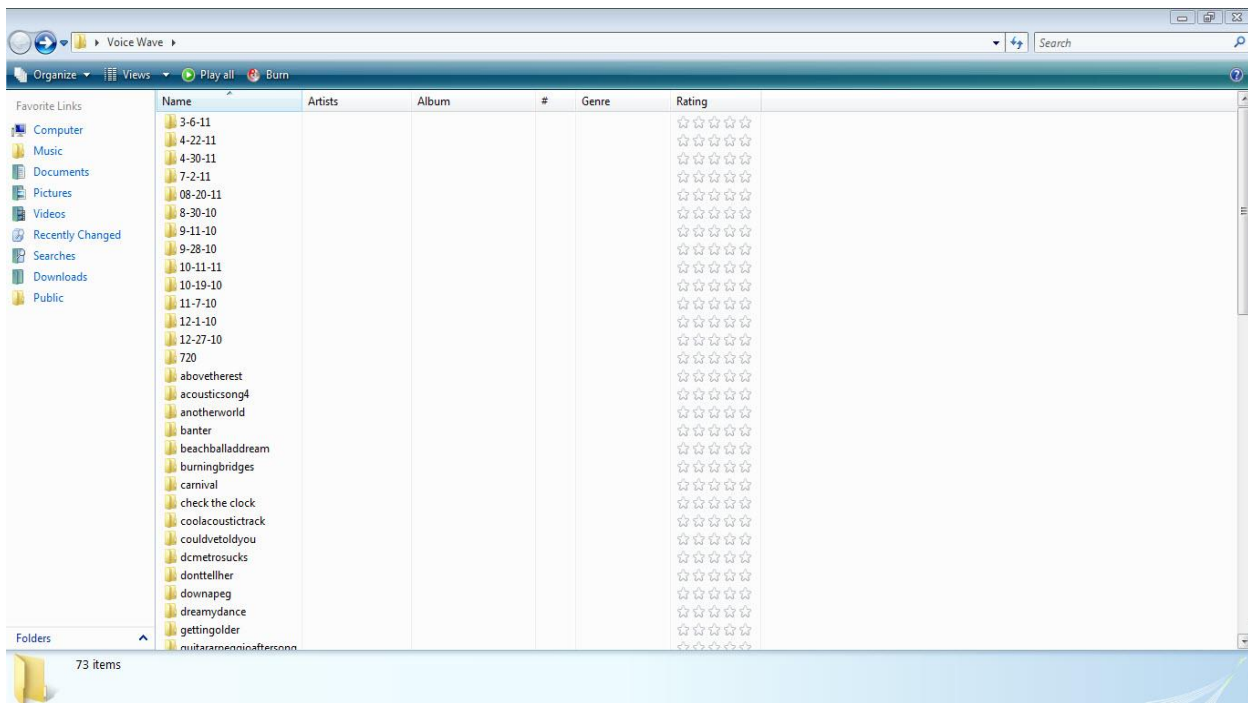 Voice Wave
Search
Organize Views Play all Burn
Favorite Links
Computer
Music
Documents
Pictures
Videos
Recently Changed
Searches
Downloads
Public
Folders
Name Artists Album # Genre Rating
3-6-11
4-22-11
4-30-11
7-2-11
08-20-11
8-30-10
9-11-10
9-28-10
10-11-11
10-19-10
11-7-10
12-1-10
12-27-10
720
abovetherest
acousticsong4
anotherworld
banter
beachballaddream
burningbridges
carnival
check the clock
coolacoustictrack
couldvetoldyou
dcmetrosucks
donttellher
downapeg
dreamydance
gettingolder
guitararpeggioaftersong
73 items